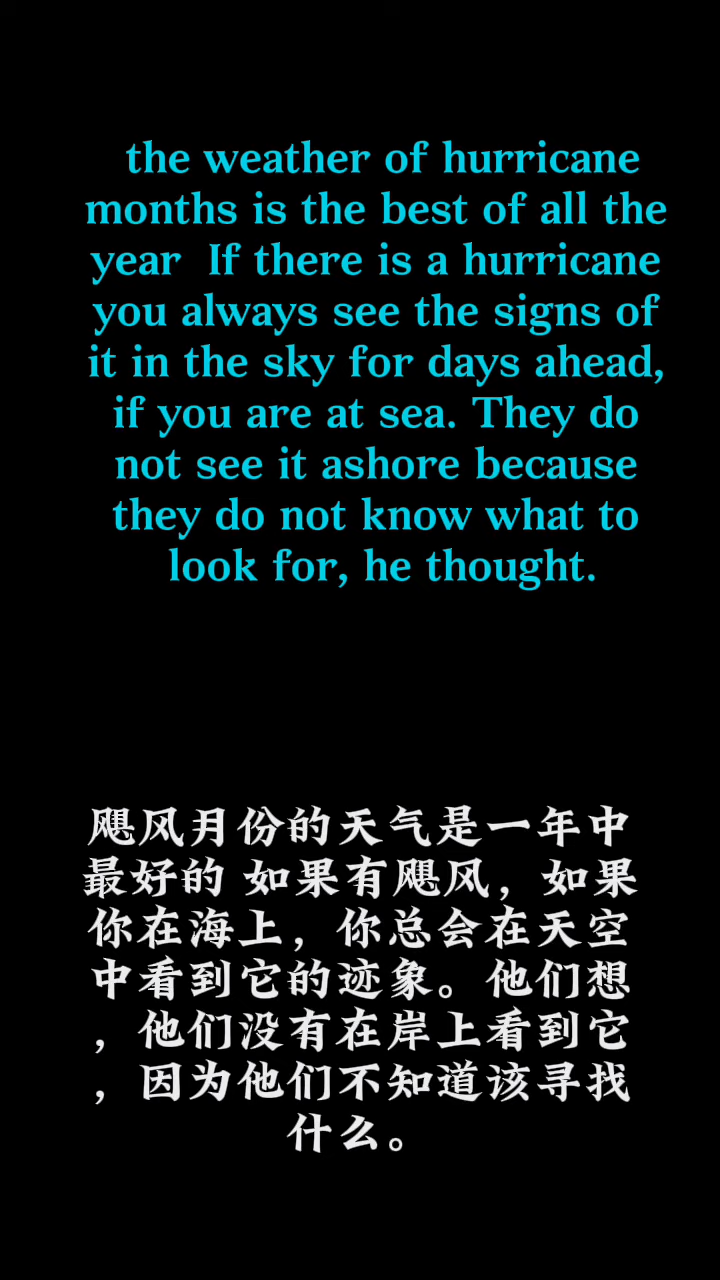 the weather of hurricane
months is the best of all the
year  If there is a hurricane
you always see the signs of
it in the sky for days ahead,
if you are at sea. They do
not see it ashore because
they do not know what to
look for, he thought.
飓风月份的天气是一年中
最好的 如果有飓风，如果
你在海上，你总会在天空
中看到它的迹象。他们想
，他们没有在岸上看到它
，因为他们不知道该寻找
什么。